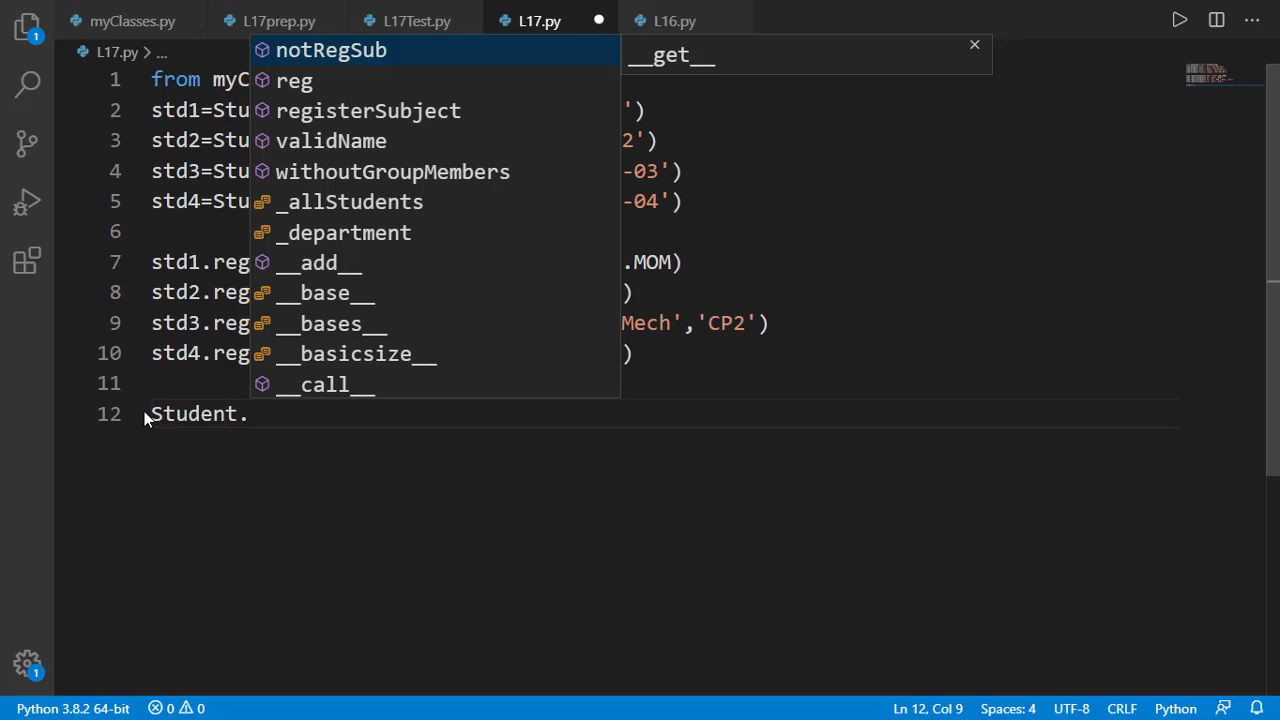 myClasses.py L17prep.py L17Test.py L17.py L16.py
L17.py > ...
1 from myC
2 std1=Stu ')
3 std2=Stu 2')
4 std3=Stu -03')
5 std4=Stu -04')
6
7 std1.reg .MOM)
8 std2.reg )
9 std3.reg Mech','CP2')
10 std4.reg )
11
12 Student.
notRegSub
reg
registerSubject
validName
withoutGroupMembers
_allStudents
_department
__add__
__base__
__bases__
__basicsize__
__call__
__get__
1
1
Python 3.8.2 64-bit 0 0 Ln 12, Col 9 Spaces: 4 UTF-8 CRLF Python